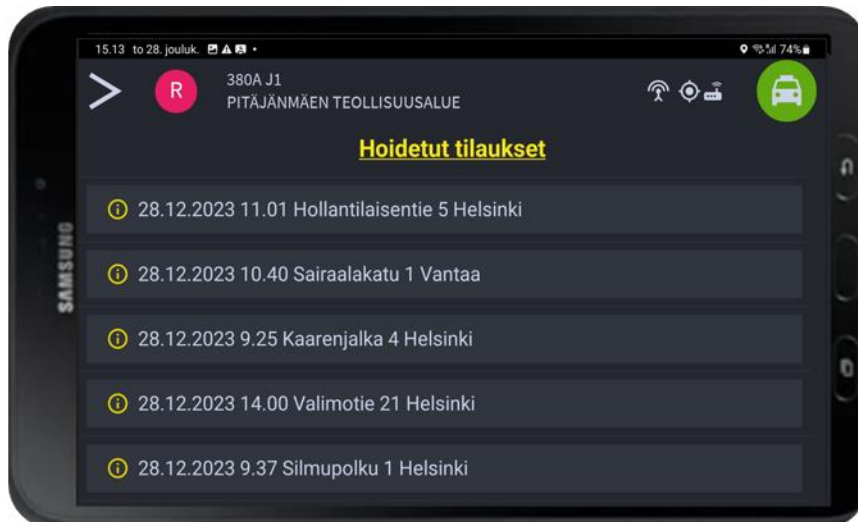 15.13 to 28. jouluk.
74%
R
380A J1
PITÄJÄNMÄEN TEOLLISUUSALUE
Hoidetut tilaukset
28.12.2023 11.01 Hollantilaisentie 5 Helsinki
28.12.2023 10.40 Sairaalakatu 1 Vantaa
28.12.2023 9.25 Kaarenjalka 4 Helsinki
28.12.2023 14.00 Valimotie 21 Helsinki
28.12.2023 9.37 Silmupolku 1 Helsinki
SAMSUNG